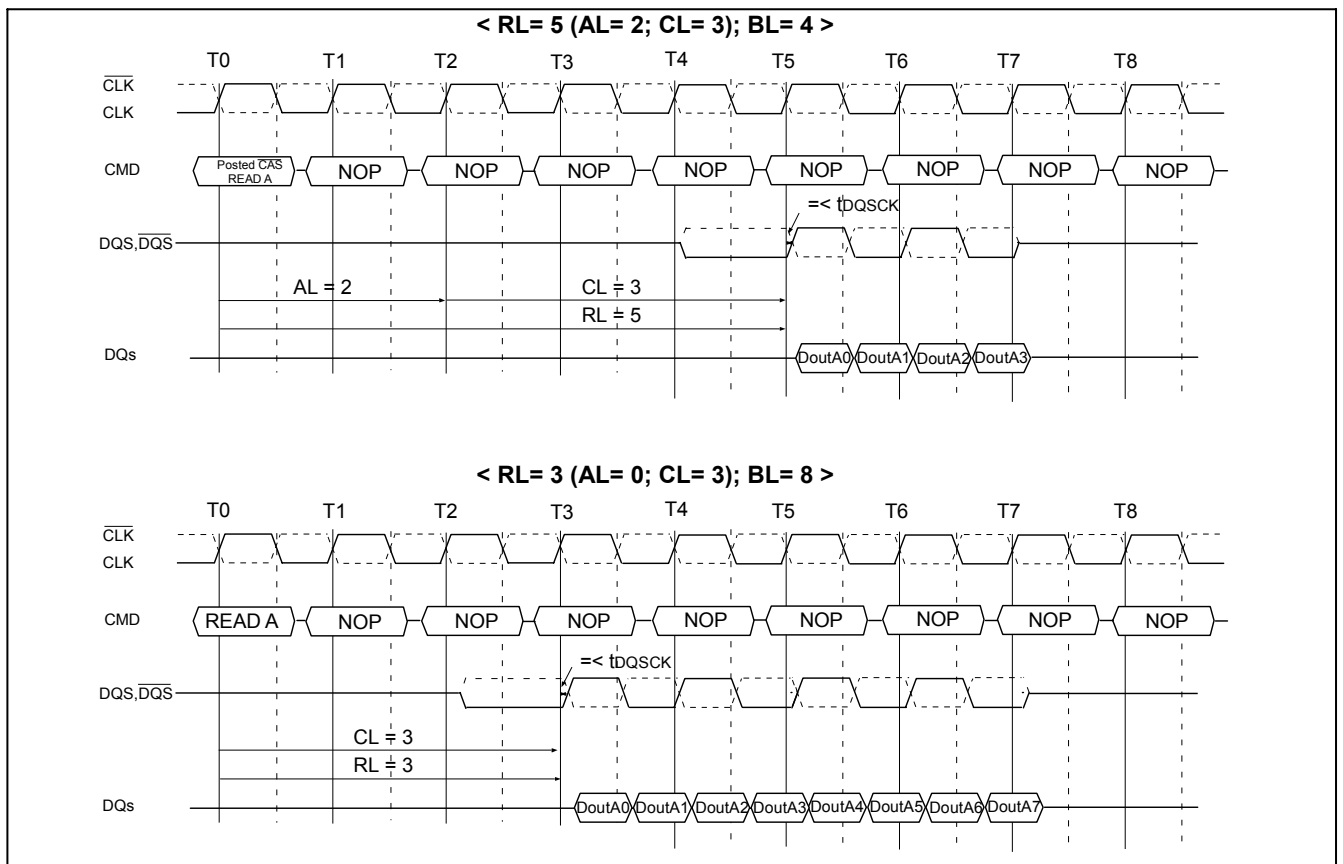 < RL= 5 (AL= 2; CL= 3); BL= 4 >
T0 T1 T2 T3 T4 T5 T6 T7 T8
CLK
CLK
CMD Posted CAS READ A NOP NOP NOP NOP NOP NOP NOP NOP
=< tDQSCK
DQS,DQS
AL = 2 CL = 3
RL = 5
DQs DoutA0 DoutA1 DoutA2 DoutA3
< RL= 3 (AL= 0; CL= 3); BL= 8 >
T0 T1 T2 T3 T4 T5 T6 T7 T8
CLK
CLK
CMD READ A NOP NOP NOP NOP NOP NOP NOP NOP
=< tDQSCK
DQS,DQS
CL = 3
RL = 3
DQs DoutA0 DoutA1 DoutA2 DoutA3 DoutA4 DoutA5 DoutA6 DoutA7